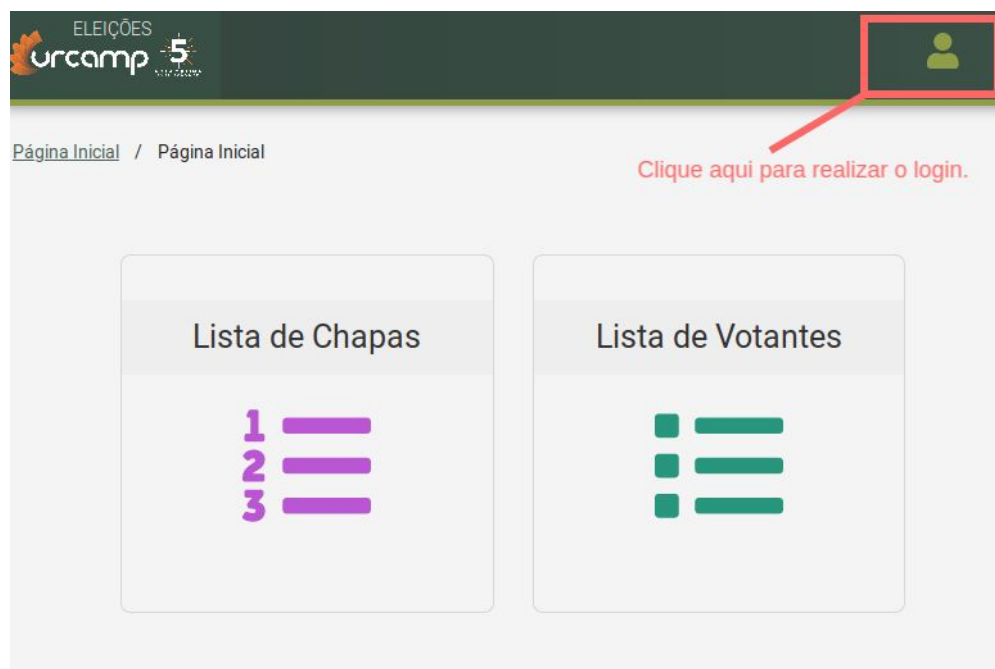 ELEIÇÕES
urcamp 5
Página Inicial / Página Inicial
Clique aqui para realizar o login.
Lista de Chapas
Lista de Votantes
1
2
3